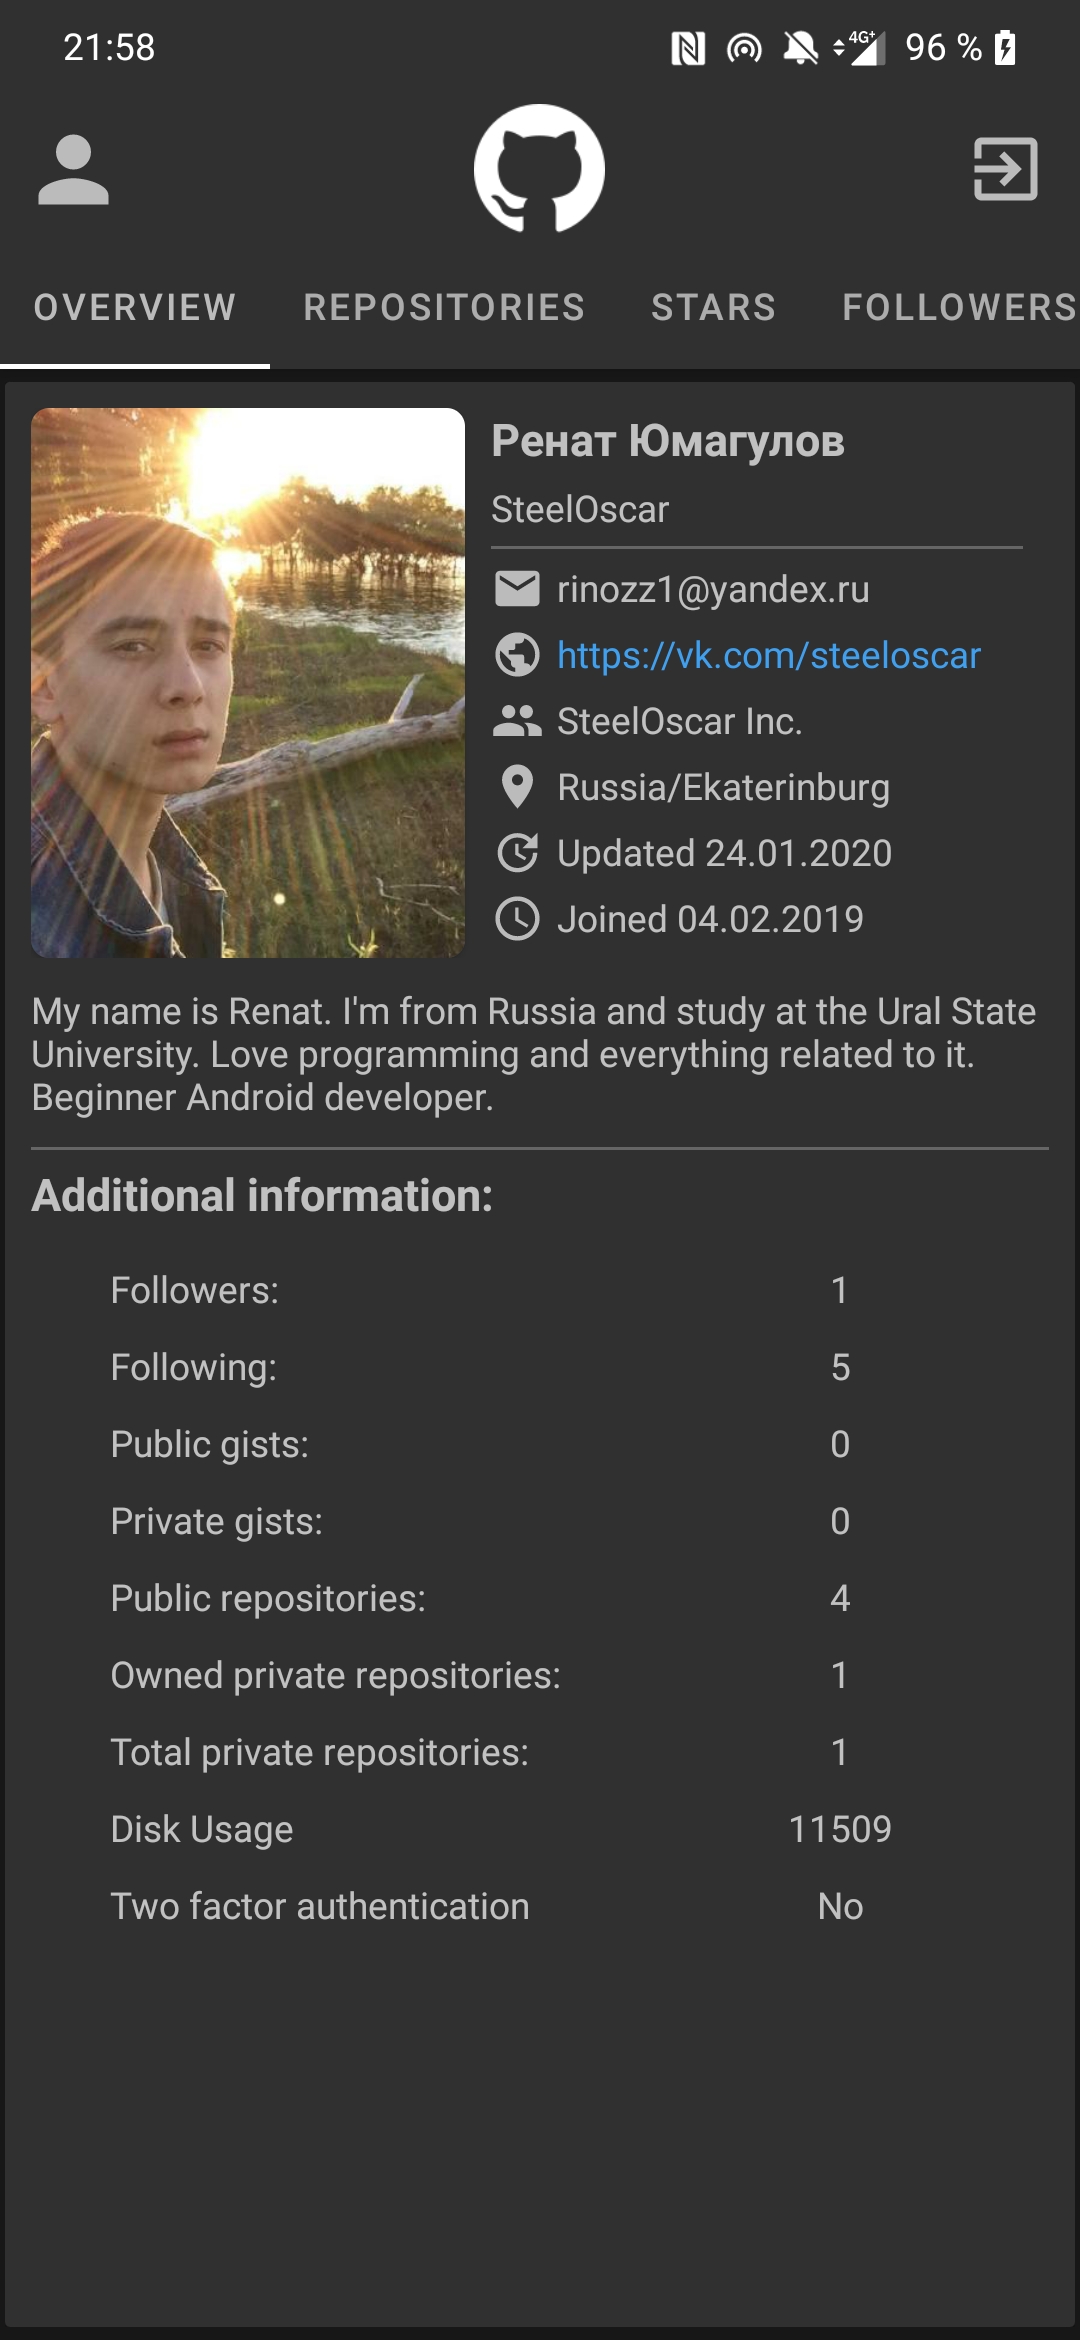 21:58 4G+ 96 %
OVERVIEW REPOSITORIES STARS FOLLOWERS
Ренат Юмагулов
SteelOscar
rinozz1@yandex.ru
https://vk.com/steeloscar
SteelOscar Inc.
Russia/Ekaterinburg
Updated 24.01.2020
Joined 04.02.2019
My name is Renat. I'm from Russia and study at the Ural State
University. Love programming and everything related to it.
Beginner Android developer.
Additional information:
Followers: 1
Following: 5
Public gists: 0
Private gists: 0
Public repositories: 4
Owned private repositories: 1
Total private repositories: 1
Disk Usage 11509
Two factor authentication No